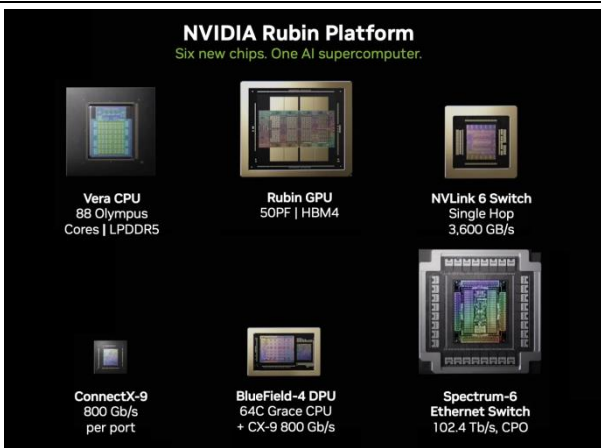 NVIDIA Rubin Platform
Six new chips. One AI supercomputer.
Vera CPU
88 Olympus
Cores | LPDDR5
Rubin GPU
50PF | HBM4
NVLink 6 Switch
Single Hop
3,600 GB/s
ConnectX-9
800 Gb/s
per port
BlueField-4 DPU
64C Grace CPU
+ CX-9 800 Gb/s
Spectrum-6
Ethernet Switch
102.4 Tb/s, CPO